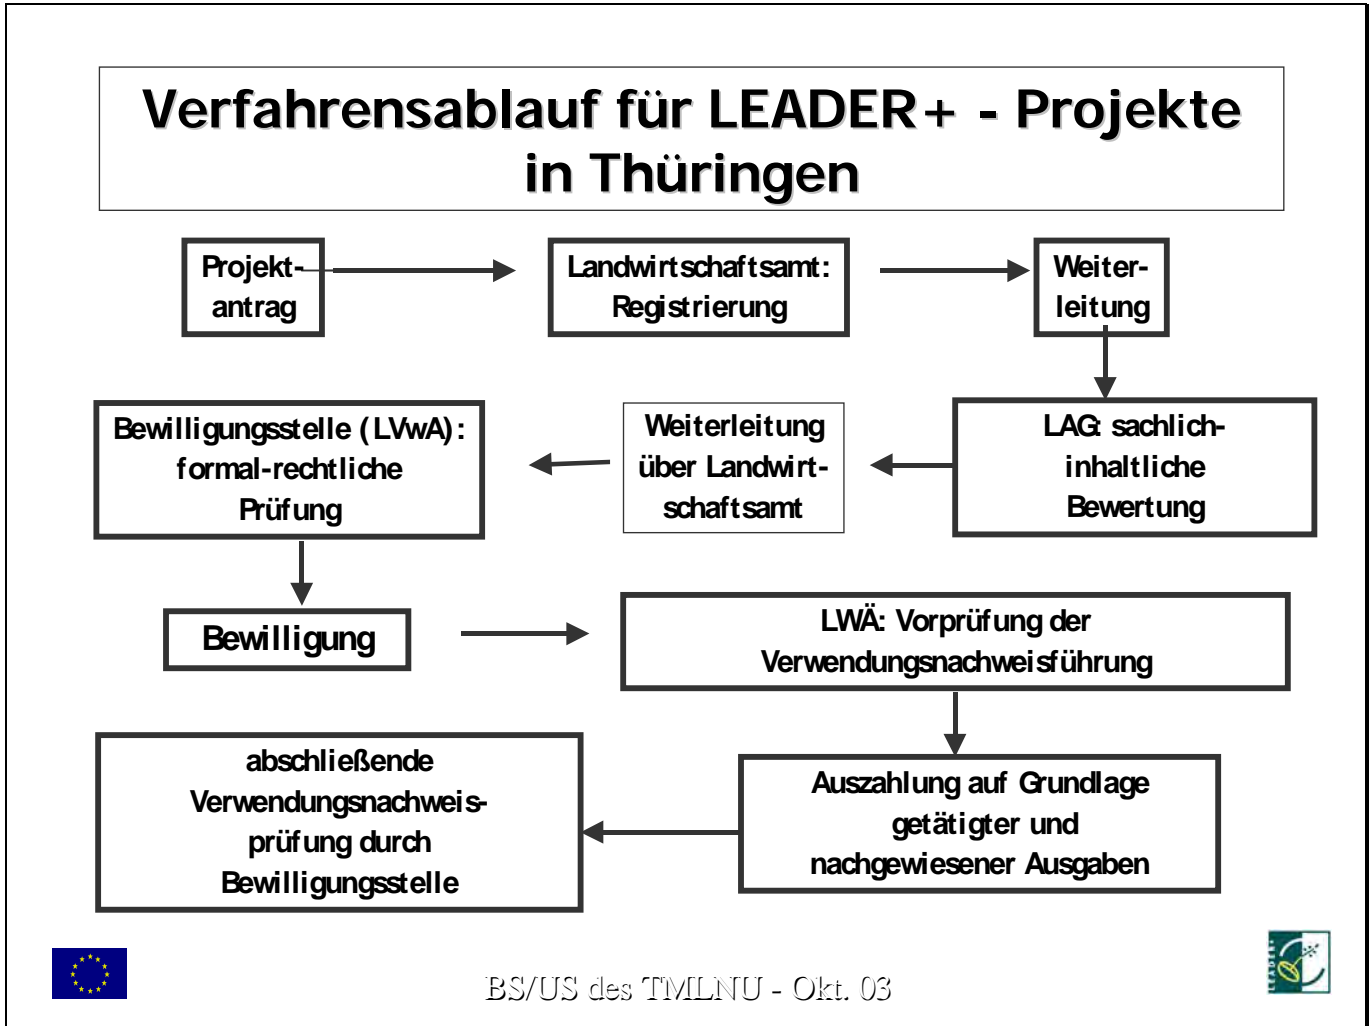 Verfahrensablauf für LEADER+ - Projekte
in Thüringen
Projekt-
antrag
Landwirtschaftsamt:
Registrierung
Weiter-
leitung
LAG: sachlich-
inhaltliche
Bewertung
Weiterleitung
über Landwirt-
schaftsamt
Bewilligungsstelle (LVwA):
formal-rechtliche
Prüfung
Bewilligung
LWÄ: Vorprüfung der
Verwendungsnachweisführung
Auszahlung auf Grundlage
getätigter und
nachgewiesener Ausgaben
abschließende
Verwendungsnachweis-
prüfung durch
Bewilligungsstelle
BS/US des TMLNU - Okt. 03
LEADER+